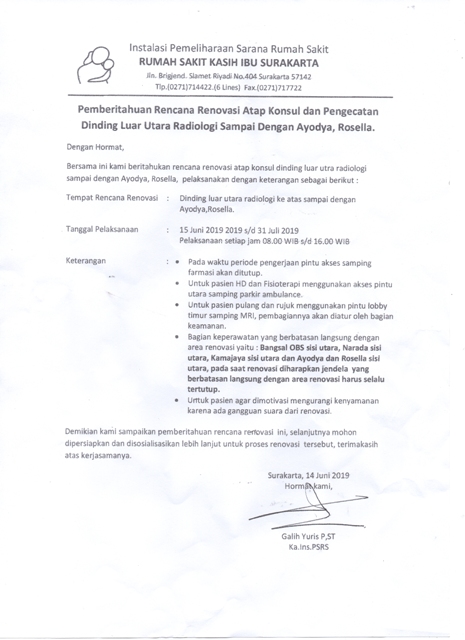 Instalasi Pemeliharaan Sarana Rumah Sakit
RUMAH SAKIT KASIH IBU SURAKARTA
Jln. Brigjend. Slamet Riyadi No.404 Surakarta 57142
Tlp.(0271)714422.(6 Lines) Fax.(0271)717722
Pemberitahuan Rencana Renovasi Atap Konsul dan Pengecatan
Dinding Luar Utara Radiologi Sampai Dengan Ayodya, Rosella.
Dengan Hormat,
Bersama ini kami beritahukan rencana renovasi atap konsul dinding luar utra radiologi
sampai dengan Ayodya, Rosella, pelaksanakan dengan keterangan sebagai berikut :
Tempat Rencana Renovasi : Dinding luar utara radiologi ke atas sampai dengan
Ayodya,Rosella.
Tanggal Pelaksanaan : 15 Juni 2019 2019 s/d 31 Juli 2019
Pelaksanaan setiap jam 08.00 WIB s/d 16.00 WIB
Keterangan : • Pada waktu periode pengerjaan pintu akses samping
farmasi akan ditutup.
• Untuk pasien HD dan Fisioterapi menggunakan akses pintu
utara samping parkir ambulance.
• Untuk pasien pulang dan rujuk menggunakan pintu lobby
timur samping MRI, pembagiannya akan diatur oleh bagian
keamanan.
• Bagian keperawatan yang berbatasan langsung dengan
area renovasi yaitu : Bangsal OBS sisi utara, Narada sisi
utara, Kamajaya sisi utara dan Ayodya dan Rosella sisi
utara, pada saat renovasi diharapkan jendela yang
berbatasan langsung dengan area renovasi harus selalu
tertutup.
• Untuk pasien agar dimotivasi mengurangi kenyamanan
karena ada gangguan suara dari renovasi.
Demikian kami sampaikan pemberitahuan rencana renovasi ini, selanjutnya mohon
dipersiapkan dan disosialisasikan lebih lanjut untuk proses renovasi tersebut, terimakasih
atas kerjasamanya.
Surakarta, 14 Juni 2019
Hormat kami,
Galih Yuris P,ST
Ka.Ins.PSRS